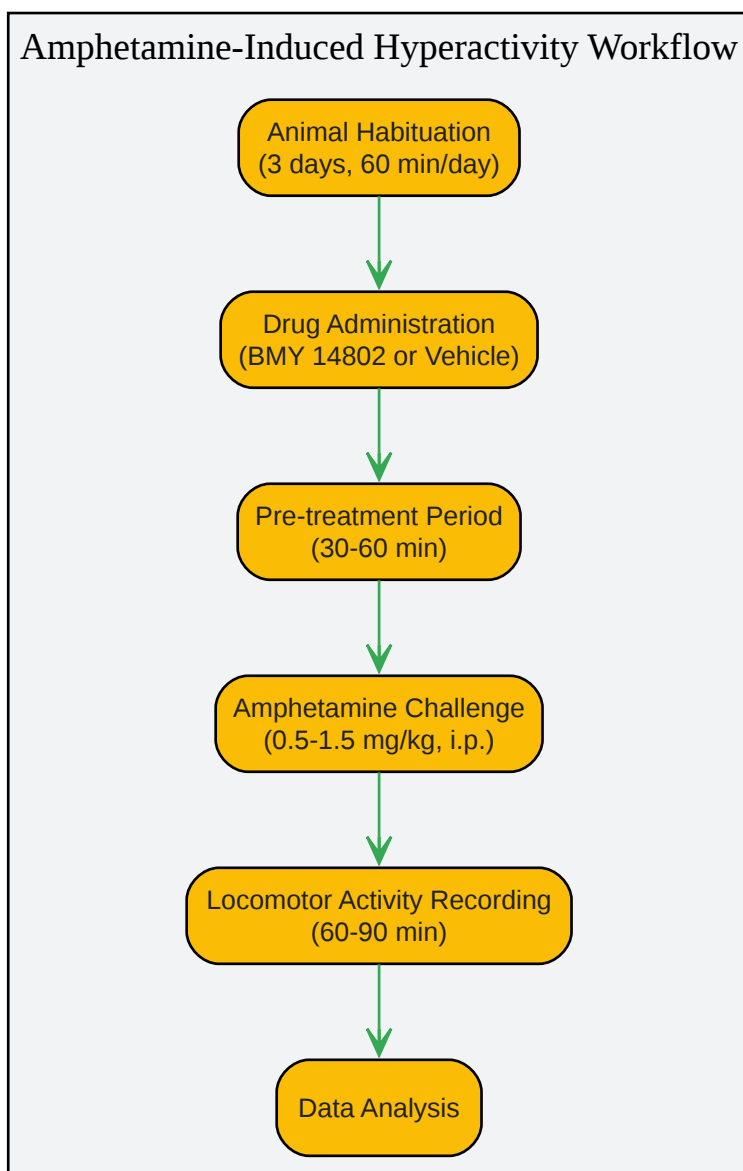 Amphetamine-Induced Hyperactivity Workflow
Animal Habituation
(3 days, 60 min/day)
Drug Administration
(BMY 14802 or Vehicle)
Pre-treatment Period
(30-60 min)
Amphetamine Challenge
(0.5-1.5 mg/kg, i.p.)
Locomotor Activity Recording
(60-90 min)
Data Analysis